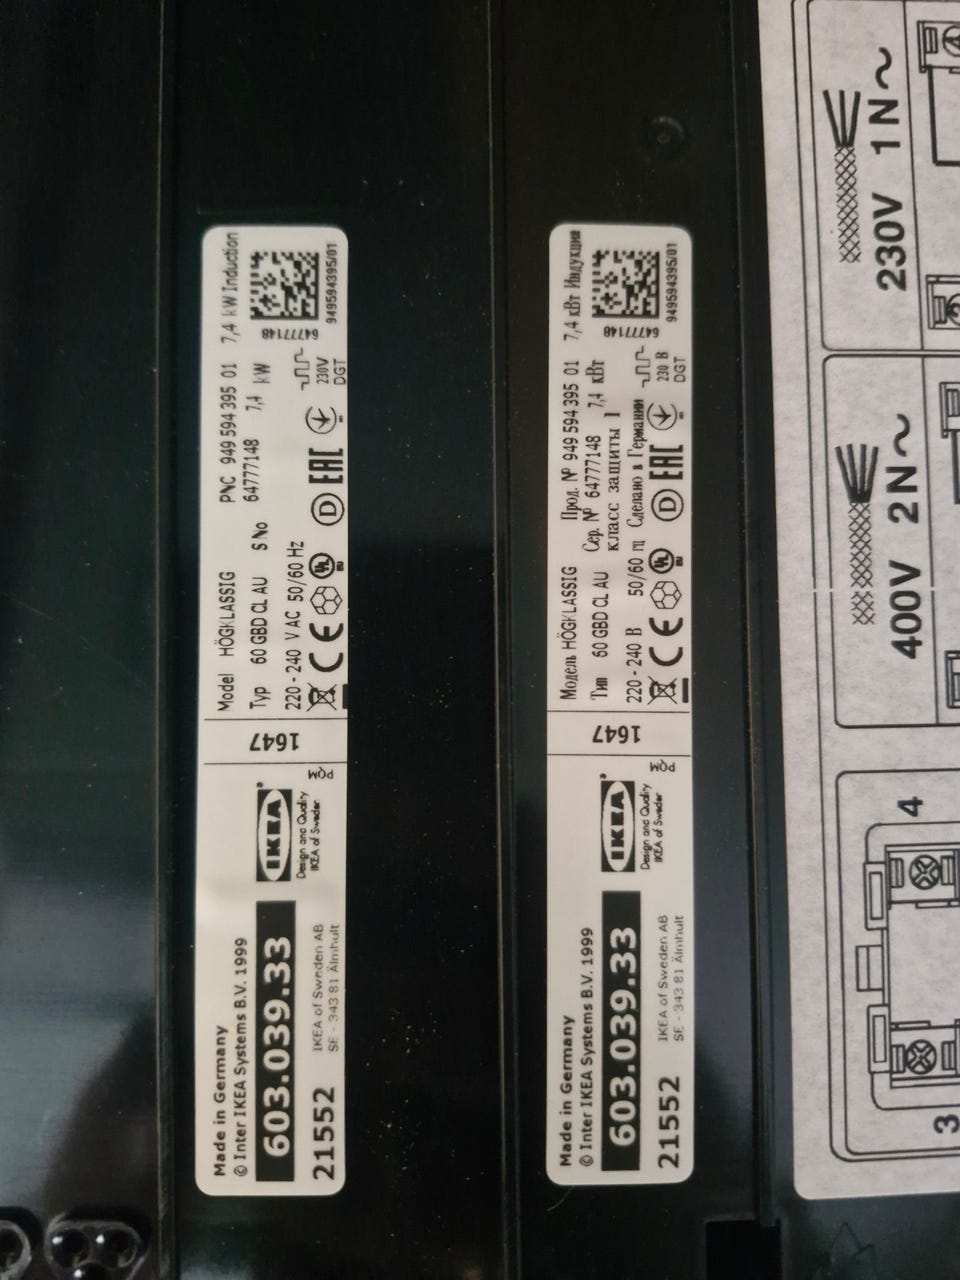 Made in Germany
© Inter IKEA Systems B.V. 1999
603.039.33
21552
IKEA of Sweden AB
SE - 343 81 Älmhult
IKEA
Design and Quality
IKEA of Sweden
PQM
1647
Model HÖGKLASSIG PNC 949 594 395 01 7,4 kW Induction
Typ 60 GBD CL AU S No 64777148 7,4 kW
220 - 240 V AC 50/60 Hz
CE D EAC
230V
DGT
64777148
949594395/01
Made in Germany
© Inter IKEA Systems B.V. 1999
603.039.33
21552
IKEA of Sweden AB
SE - 343 81 Älmhult
IKEA
Design and Quality
IKEA of Sweden
PQM
1647
Модель HÖGKLASSIG Прод. № 949 594 395 01 7,4 кВт Индукция
Тип 60 GBD CL AU Сер. № 64777148 7,4 кВт
класс защиты I
220 - 240 В 50/60 гц Сделано в Германии
CE D EAC
230 В
DGT
64777148
949594395/01
230V 1N~
400V 2N~
4
3